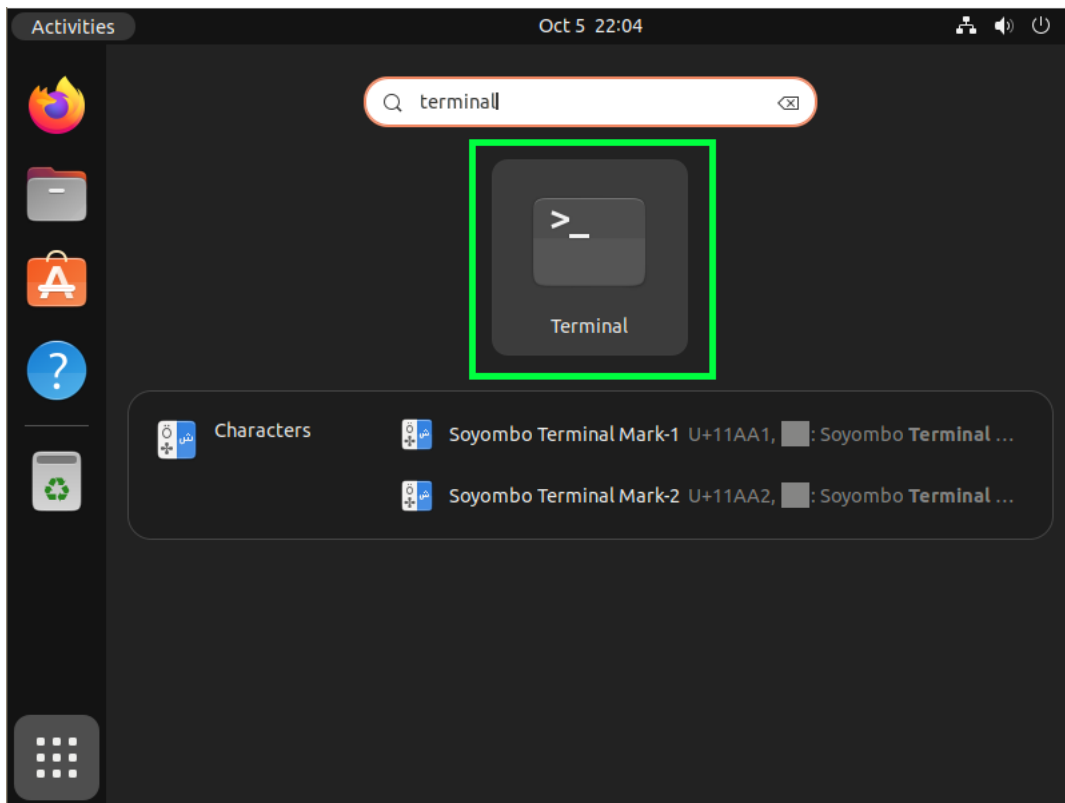 Activities
Oct 5 22:04
terminal
>_
Terminal
Characters
Soyombo Terminal Mark-1 U+11AA1, : Soyombo Terminal …
Soyombo Terminal Mark-2 U+11AA2, : Soyombo Terminal …